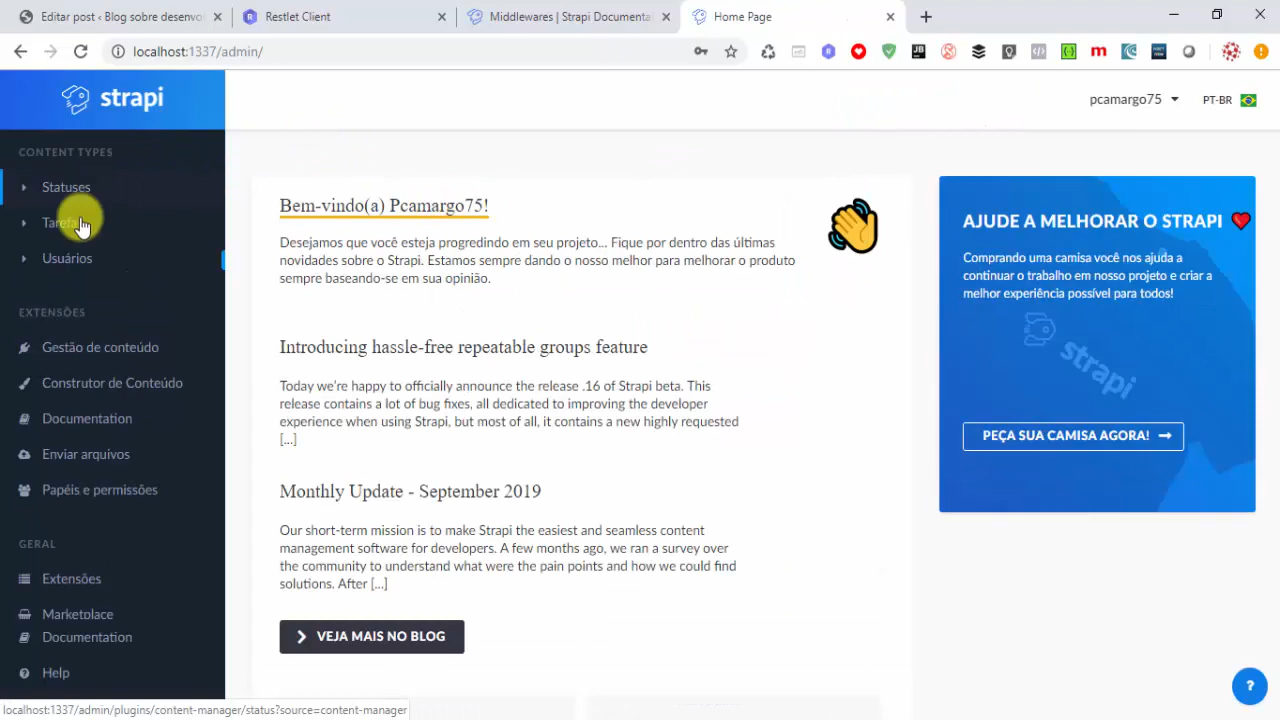 Edit post ‹ Blog sobre desenvol
Restlet Client
Middlewares | Strapi Documenta
Home Page
localhost:1337/admin/
strapi
pcamargo75
PT-BR
CONTENT TYPES
Statuses
Tarefa
Usuários
EXTENSÕES
Gestão de conteúdo
Construtor de Conteúdo
Documentation
Enviar arquivos
Papéis e permissões
GERAL
Extensões
Marketplace
Documentation
Help
Bem-vindo(a) Pcamargo75!
Desejamos que você esteja progredindo em seu projeto... Fique por dentro das últimas
novidades sobre o Strapi. Estamos sempre dando o nosso melhor para melhorar o produto
sempre baseando-se em sua opinião.
Introducing hassle-free repeatable groups feature
Today we're happy to officially announce the release .16 of Strapi beta. This
release contains a lot of bug fixes, all dedicated to improving the developer
experience when using Strapi, but most of all, it contains a new highly requested
[...]
Monthly Update - September 2019
Our short-term mission is to make Strapi the easiest and seamless content
management software for developers. A few months ago, we ran a survey over
the community to understand what were the pain points and how we could find
solutions. After [...]
VEJA MAIS NO BLOG
AJUDE A MELHORAR O STRAPI
Comprando uma camisa você nos ajuda a
continuar o trabalho em nosso projeto e criar a
melhor experiência possível para todos!
strapi
PEÇA SUA CAMISA AGORA!
?
localhost:1337/admin/plugins/content-manager/status?source=content-manager